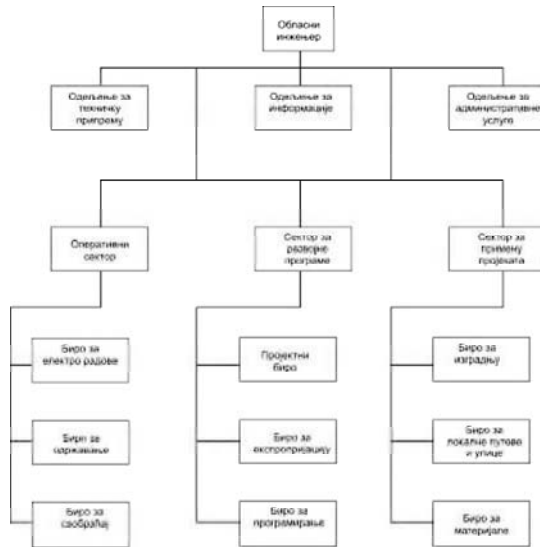 Обласни
инжењер
Одељење за
техничку
припрему
Одељење за
информације
Одељење за
административне
услуге
Оперативни
сектор
Сектор за
развојне
програме
Сектор за
примену
пројеката
Биро за
електро радове
Пројектни
биро
Биро за
изградњу
Биро за
одржавање
Биро за
експропријацију
Биро за
локалне путеве
и улице
Биро за
саобраћај
Биро за
програмирање
Биро за
материјале